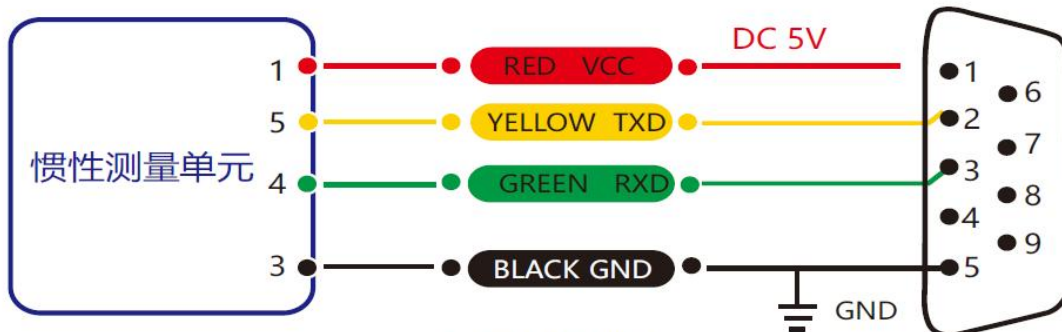 DC 5V
1 RED VCC 1
6
5 YELLOW TXD 2
7
惯性测量单元
4 GREEN RXD 3
8
4
9
3 BLACK GND 5
GND